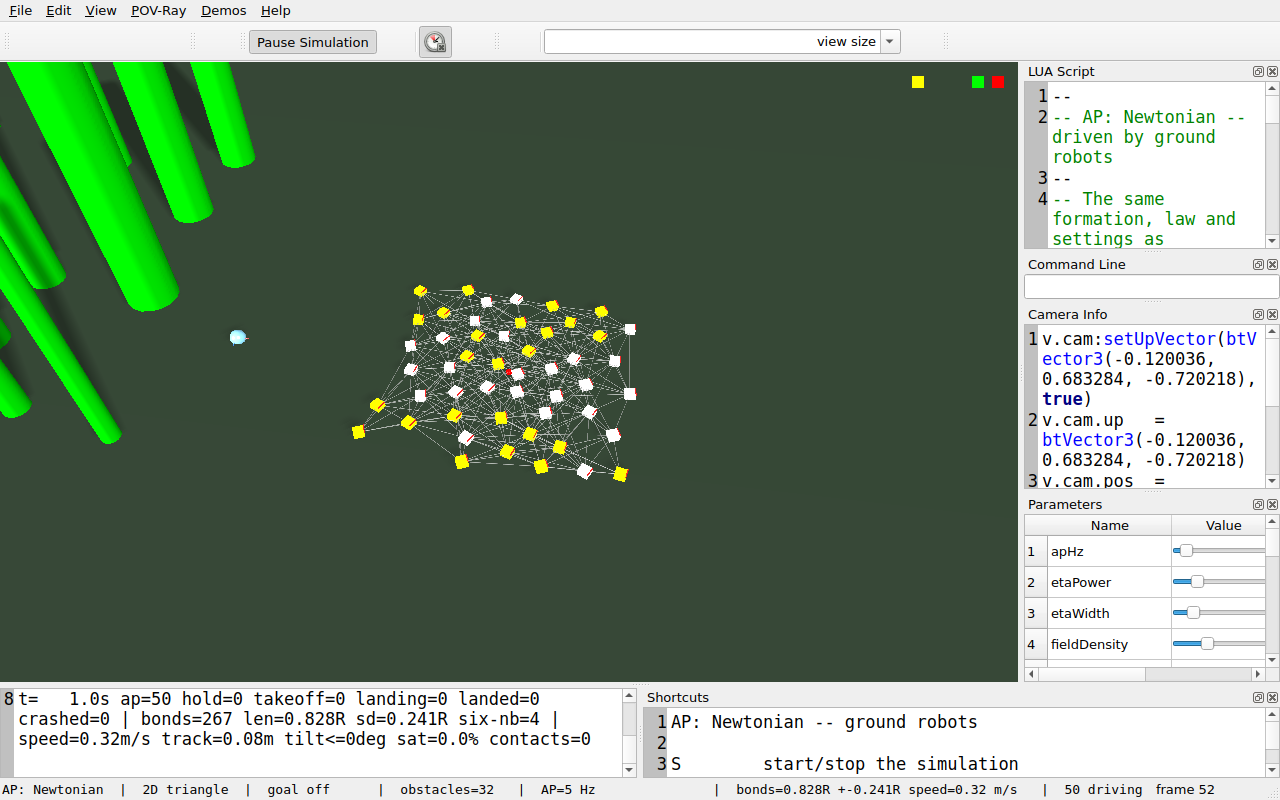 File Edit View POV-Ray Demos Help
Pause Simulation
view size
LUA Script
1 --
2 -- AP: Newtonian --
driven by ground
robots
3 --
4 -- The same
formation, law and
settings as
Command Line
Camera Info
1 v.cam:setUpVector(btV
ector3(-0.120036,
0.683284, -0.720218),
true)
2 v.cam.up   =
btVector3(-0.120036,
0.683284, -0.720218)
3 v.cam.pos  =
Parameters
Name Value
1 apHz
2 etaPower
3 etaWidth
4 fieldDensity
8 t=   1.0s ap=50 hold=0 takeoff=0 landing=0 landed=0
crashed=0 | bonds=267 len=0.828R sd=0.241R six-nb=4 |
speed=0.32m/s track=0.08m tilt<=0deg sat=0.0% contacts=0
Shortcuts
1 AP: Newtonian -- ground robots
2
3 S        start/stop the simulation
AP: Newtonian | 2D triangle | goal off | obstacles=32 | AP=5 Hz | bonds=0.828R +-0.241R speed=0.32 m/s | 50 driving frame 52